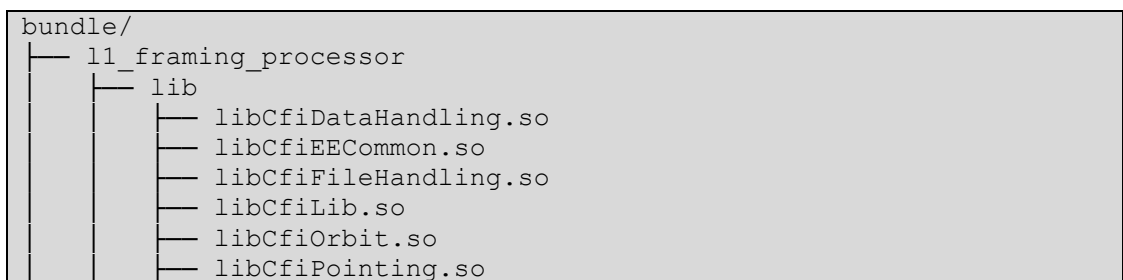 bundle/
├── l1_framing_processor
│   ├── lib
│   │   ├── libCfiDataHandling.so
│   │   ├── libCfiEECommon.so
│   │   ├── libCfiFileHandling.so
│   │   ├── libCfiLib.so
│   │   ├── libCfiOrbit.so
│   │   ├── libCfiPointing.so